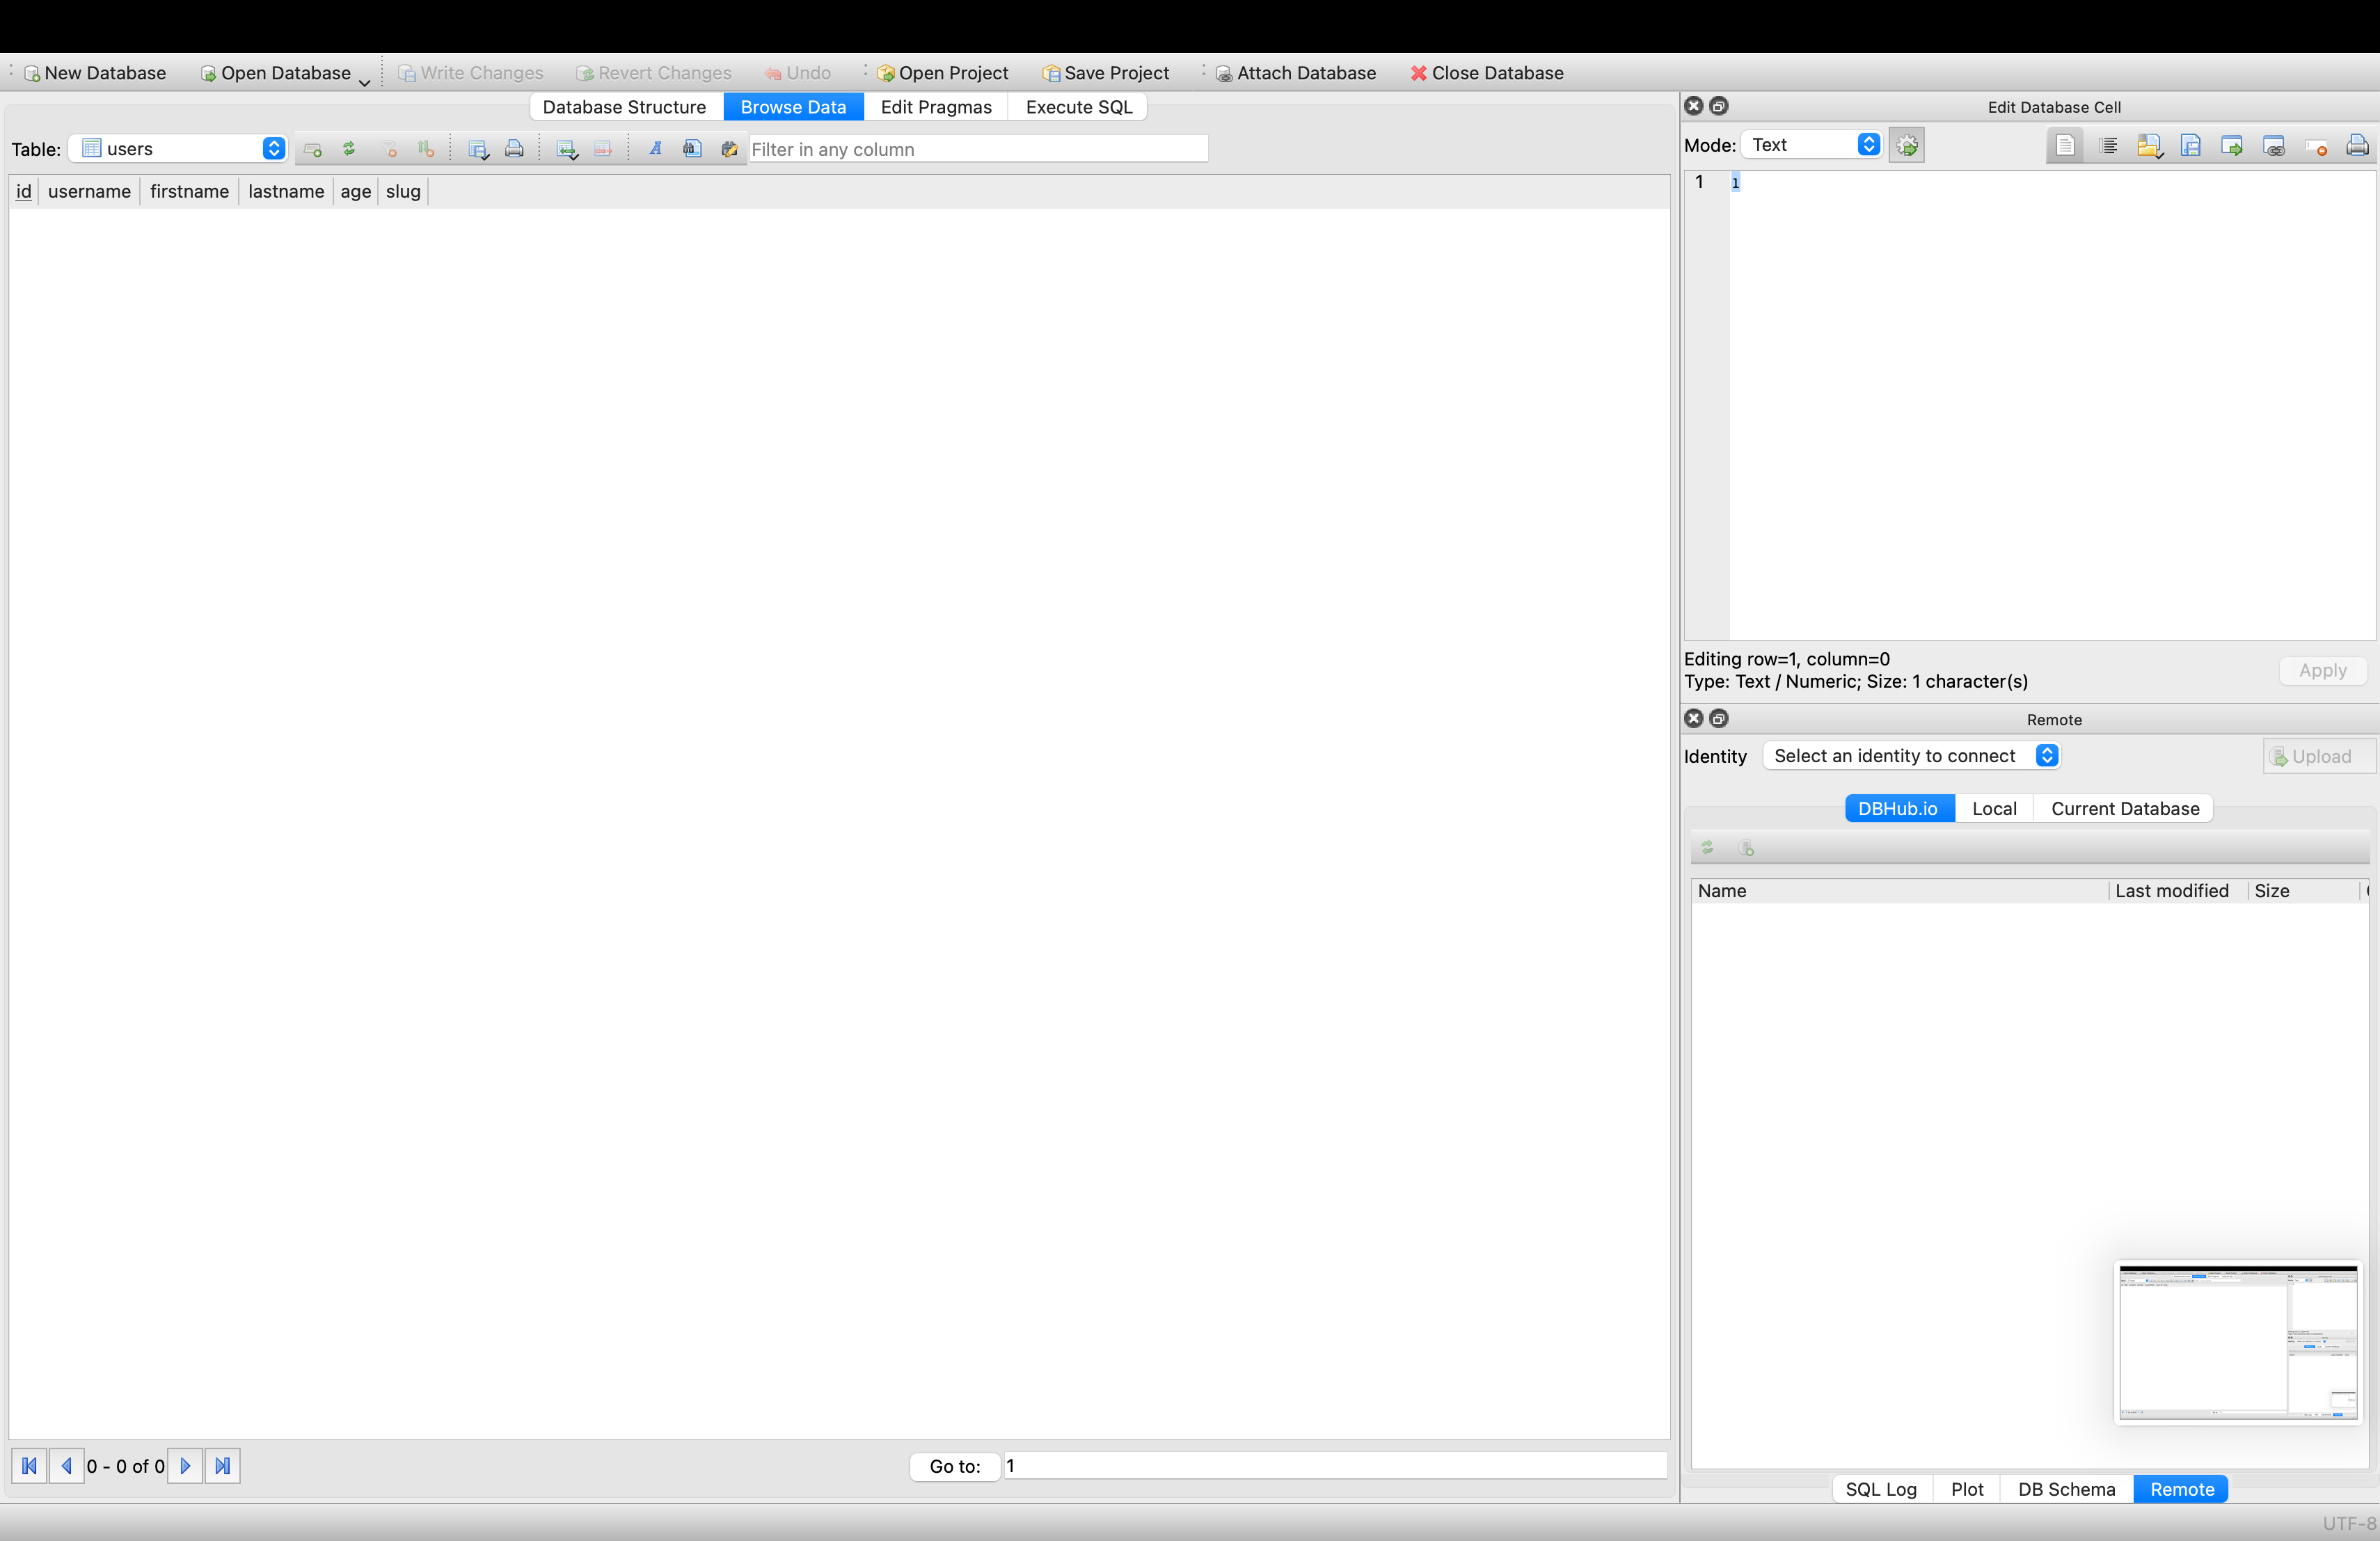 New Database Open Database Write Changes Revert Changes Undo Open Project Save Project Attach Database Close Database
Database Structure Browse Data Edit Pragmas Execute SQL
Table: users Filter in any column
id username firstname lastname age slug
0 - 0 of 0 Go to: 1
Edit Database Cell
Mode: Text
1 1
Editing row=1, column=0
Type: Text / Numeric; Size: 1 character(s)
Apply
Remote
Identity Select an identity to connect Upload
DBHub.io Local Current Database
Name Last modified Size
SQL Log Plot DB Schema Remote
UTF-8